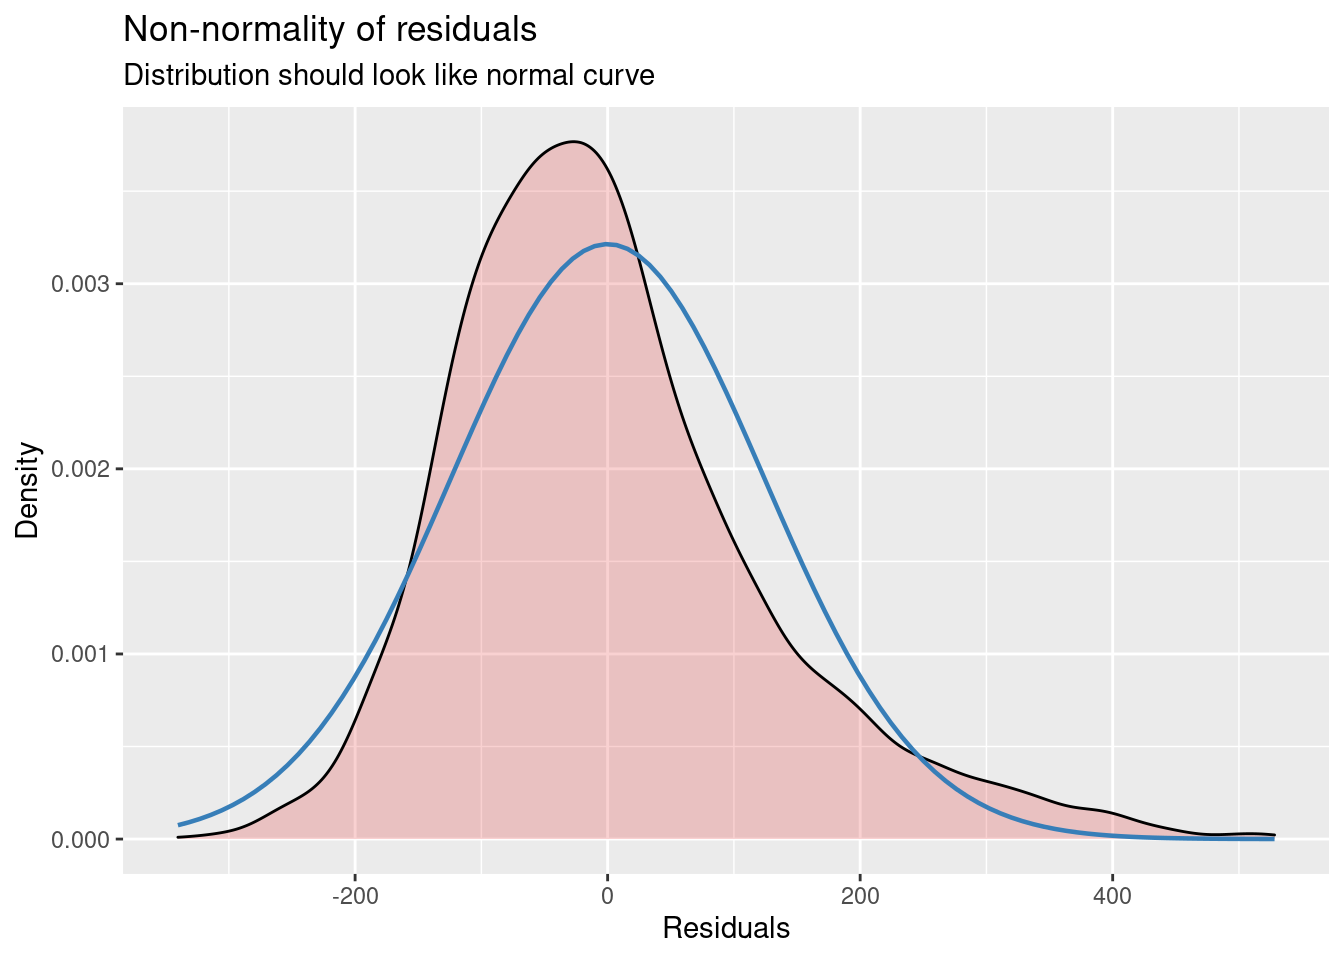 Non-normality of residuals
Distribution should look like normal curve
Density
0.003
0.002
0.001
0.000
-200
0
200
400
Residuals